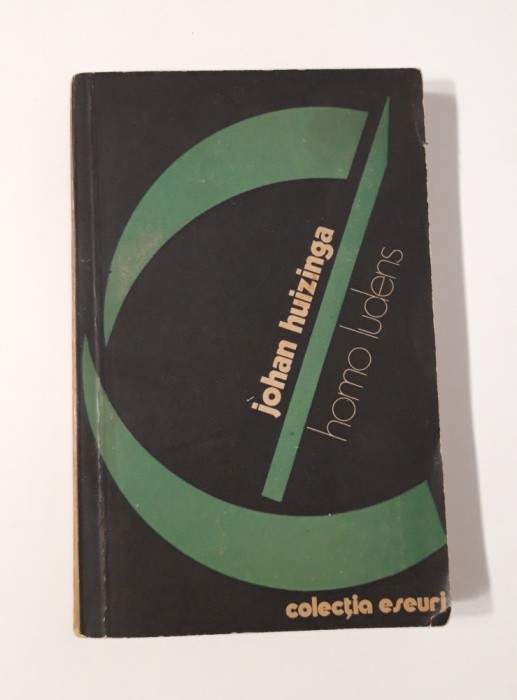 johan huizinga
homo ludens
colecția eseuri